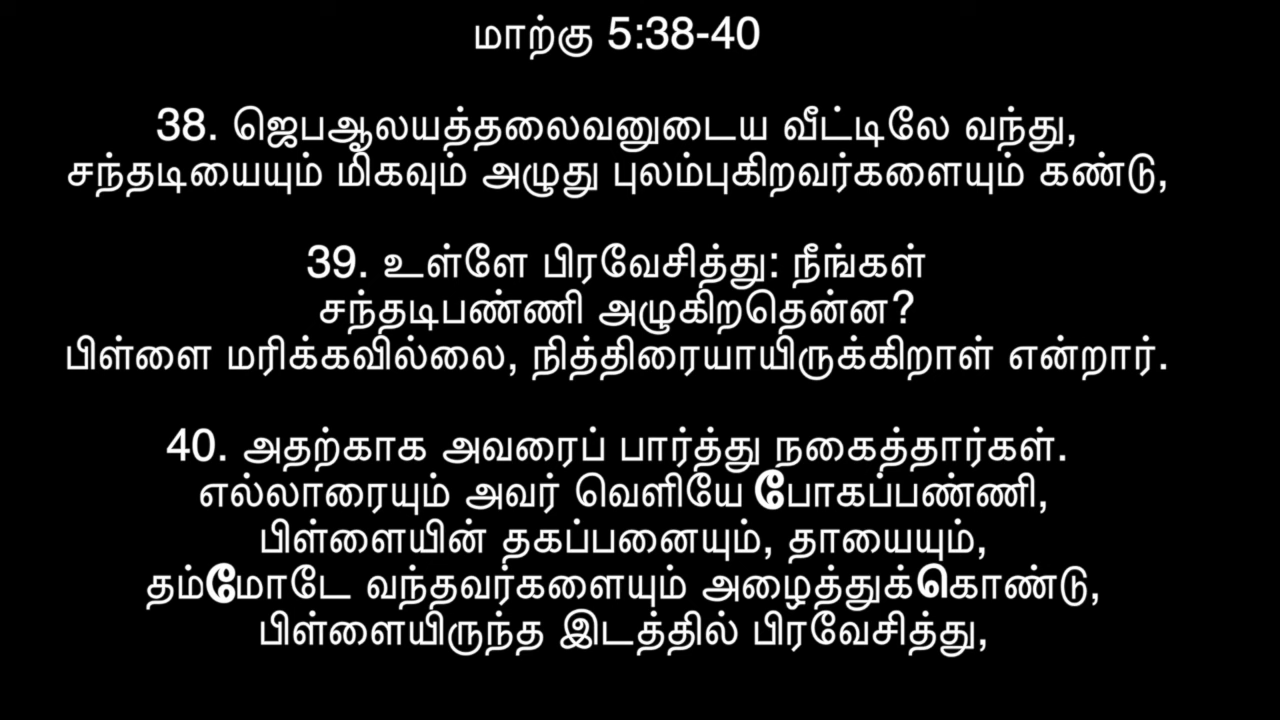 மாற்கு 5:38-40
38. ஜெபஆலயத்தலைவனுடைய வீட்டிலே வந்து,
சந்தடியையும் மிகவும் அழுது புலம்புகிறவர்களையும் கண்டு,
39. உள்ளே பிரவேசித்து: நீங்கள்
சந்தடிபண்ணி அழுகிறதென்ன?
பிள்ளை மரிக்கவில்லை, நித்திரையாயிருக்கிறாள் என்றார்.
40. அதற்காக அவரைப் பார்த்து நகைத்தார்கள்.
எல்லாரையும் அவர் வெளியே போகப்பண்ணி,
பிள்ளையின் தகப்பனையும், தாயையும்,
தம்மோடே வந்தவர்களையும் அழைத்துக்கொண்டு,
பிள்ளையிருந்த இடத்தில் பிரவேசித்து,